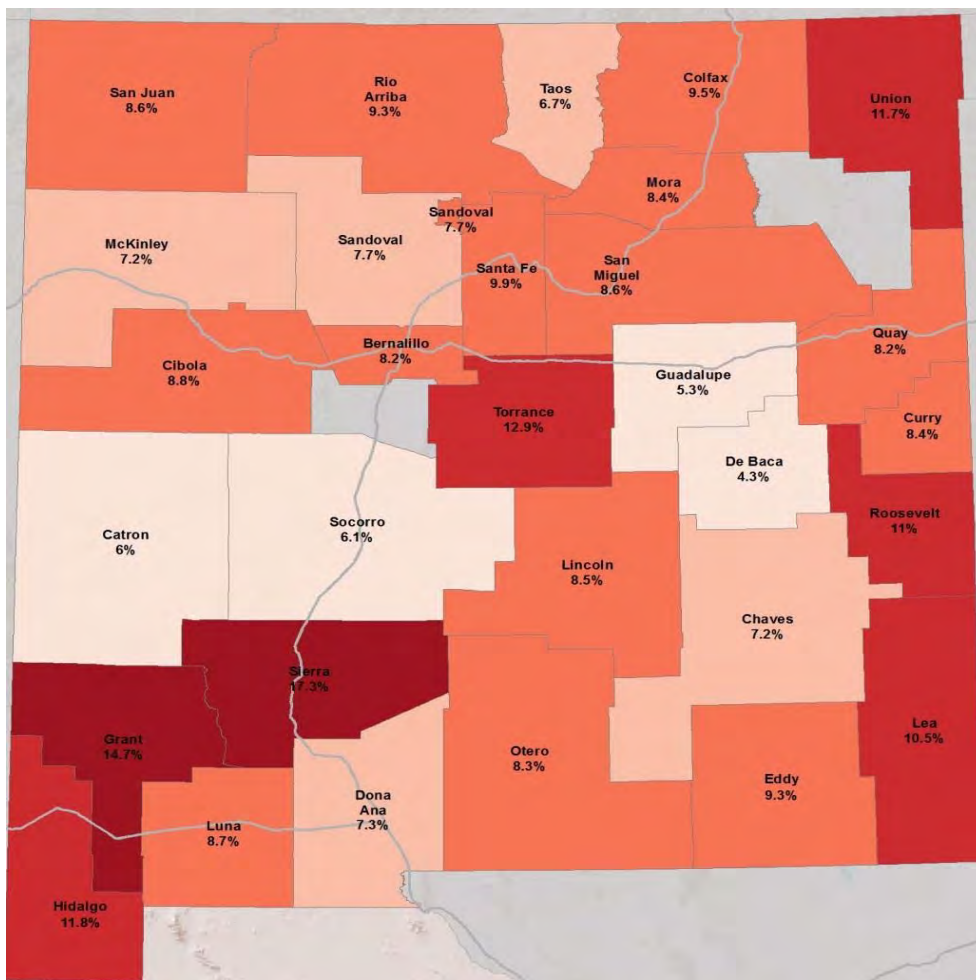 San Juan
8.6%
Rio
Arriba
9.3%
Taos
6.7%
Colfax
9.5%
Union
11.7%
Mora
8.4%
McKinley
7.2%
Sandoval
7.7%
Sandoval
7.7%
Santa Fe
9.9%
San
Miguel
8.6%
Cibola
8.8%
Bernalillo
8.2%
Quay
8.2%
Guadalupe
5.3%
Torrance
12.9%
Curry
8.4%
De Baca
4.3%
Catron
6%
Socorro
6.1%
Roosevelt
11%
Lincoln
8.5%
Chaves
7.2%
Sierra
17.3%
Grant
14.7%
Otero
8.3%
Lea
10.5%
Eddy
9.3%
Dona
Ana
7.3%
Luna
8.7%
Hidalgo
11.8%